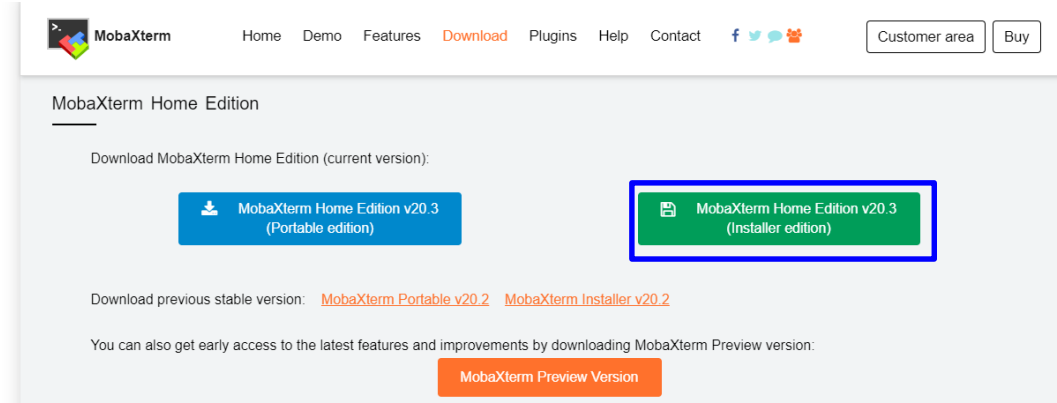 MobaXterm Home Demo Features Download Plugins Help Contact Customer area Buy
MobaXterm Home Edition
Download MobaXterm Home Edition (current version):
MobaXterm Home Edition v20.3
(Portable edition)
MobaXterm Home Edition v20.3
(Installer edition)
Download previous stable version: MobaXterm Portable v20.2 MobaXterm Installer v20.2
You can also get early access to the latest features and improvements by downloading MobaXterm Preview version:
MobaXterm Preview Version